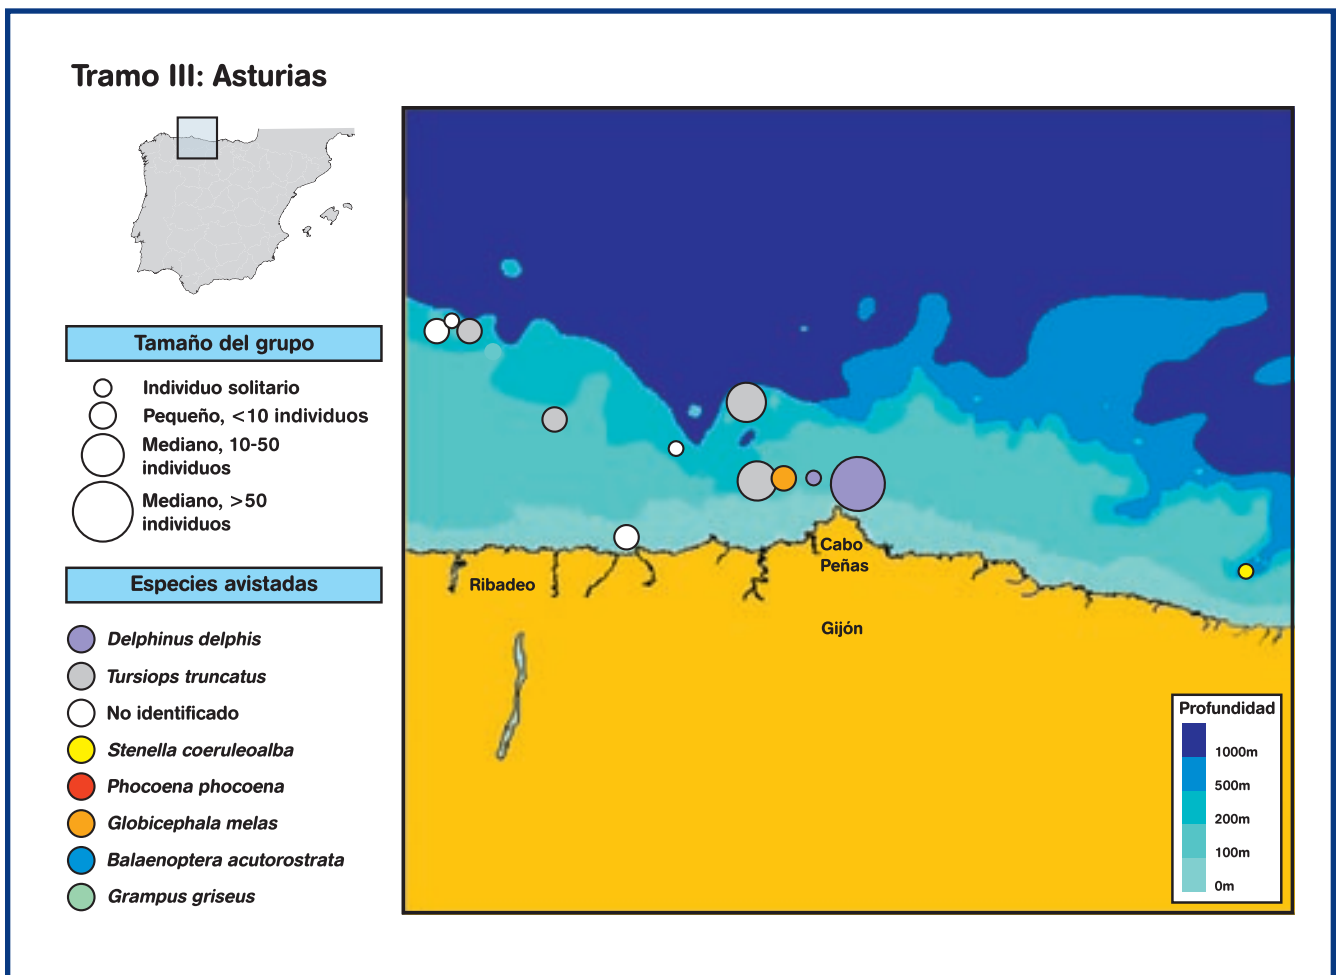 Tramo III: Asturias
Tamaño del grupo
Individuo solitario
Pequeño, <10 individuos
Mediano, 10-50
individuos
Mediano, >50
individuos
Especies avistadas
Delphinus delphis
Tursiops truncatus
No identificado
Stenella coeruleoalba
Phocoena phocoena
Globicephala melas
Balaenoptera acutorostrata
Grampus griseus
Cabo
Peñas
Ribadeo
Gijón
Profundidad
1000m
500m
200m
100m
0m